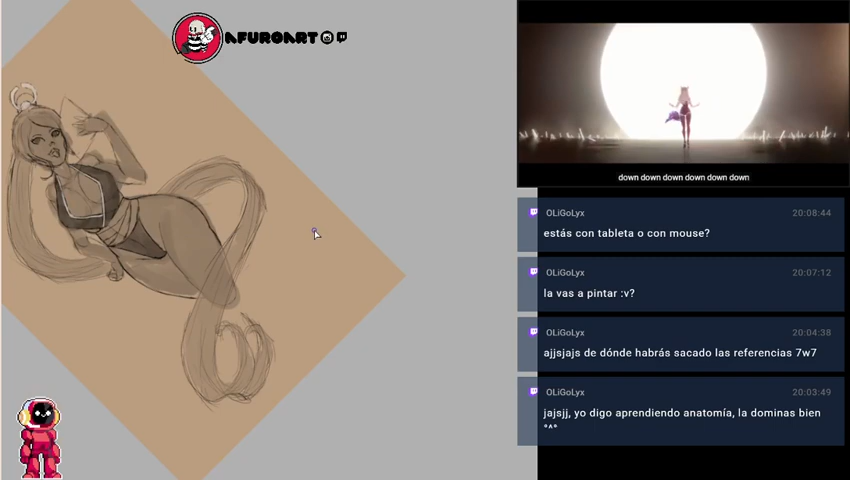 AFUROART
down down down down down down
OLiGoLyx 20:08:44
estás con tableta o con mouse?
OLiGoLyx 20:07:12
la vas a pintar :v?
OLiGoLyx 20:04:38
ajjsjajs de dónde habrás sacado las referencias 7w7
OLiGoLyx 20:03:49
jajsjj, yo digo aprendiendo anatomía, la dominas bien
°^°